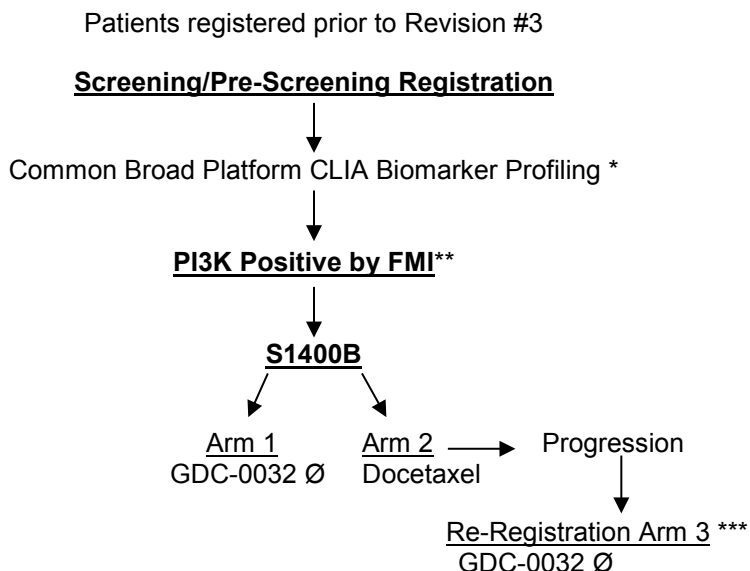 Patients registered prior to Revision #3
Screening/Pre-Screening Registration
Common Broad Platform CLIA Biomarker Profiling *
PI3K Positive by FMI**
S1400B
Arm 1
GDC-0032 Ø
Arm 2
Docetaxel
Progression
Re-Registration Arm 3 ***
GDC-0032 Ø